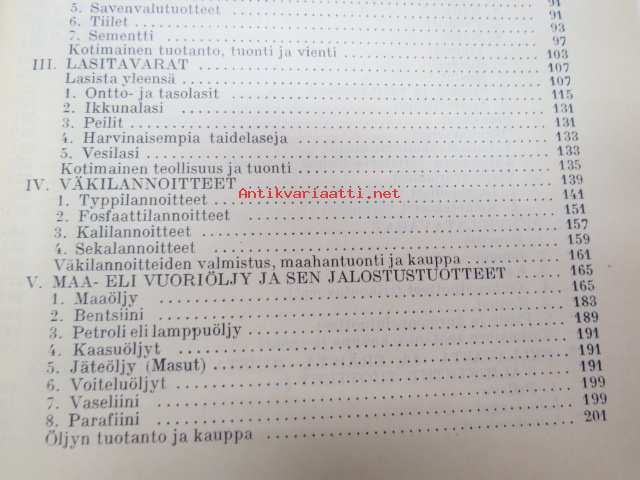 91
5. Savenvalutuotteet 91
6. Tiilet 93
7. Sementti 97
Kotimainen tuotanto, tuonti ja vienti 103
III. LASITAVARAT 107
Lasista yleensä 107
1. Ontto- ja tasolasit 115
2. Ikkunalasi 131
3. Peilit 131
4. Harvinaisempia taidelaseja 133
5. Vesilasi 133
Kotimainen teollisuus ja tuonti 135
IV. VÄKILANNOITTEET 139
Antikvariaatti.net
1. Typpilannoitteet 141
2. Fosfaattilannoitteet 151
3. Kalilannoitteet 157
4. Sekalannoitteet 159
Väkilannoitteiden valmistus, maahantuonti ja kauppa 161
V. MAA- ELI VUORIÖLJY JA SEN JALOSTUSTUOTTEET 165
1. Maaöljy 165
2. Bentsiini 183
3. Petroli eli lamppuöljy 189
4. Kaasuöljyt 191
5. Jäteöljy (Masut) 191
6. Voiteluöljyt 191
7. Vaseliini 199
8. Parafiini 199
Öljyn tuotanto ja kauppa 201